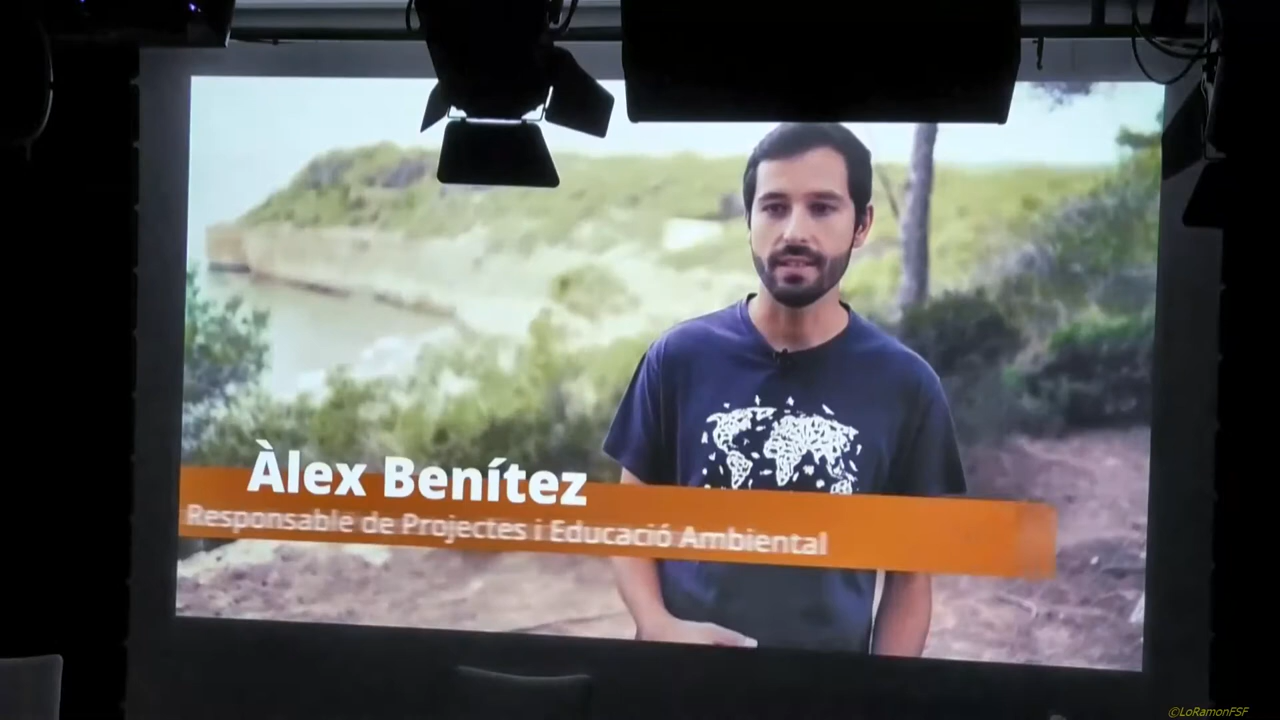 Àlex Benítez
Responsable de Projectes i Educació Ambiental
©LoRamonFSF